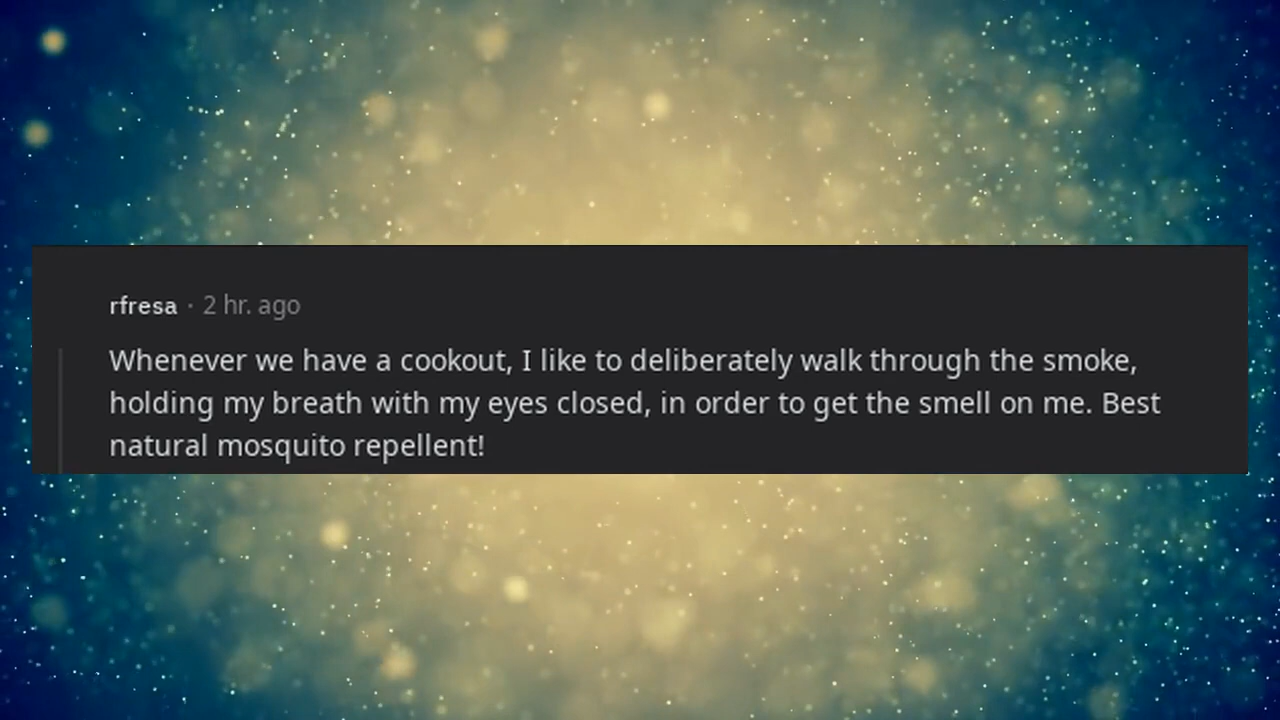 rfresa · 2 hr. ago
Whenever we have a cookout, I like to deliberately walk through the smoke,
holding my breath with my eyes closed, in order to get the smell on me. Best
natural mosquito repellent!